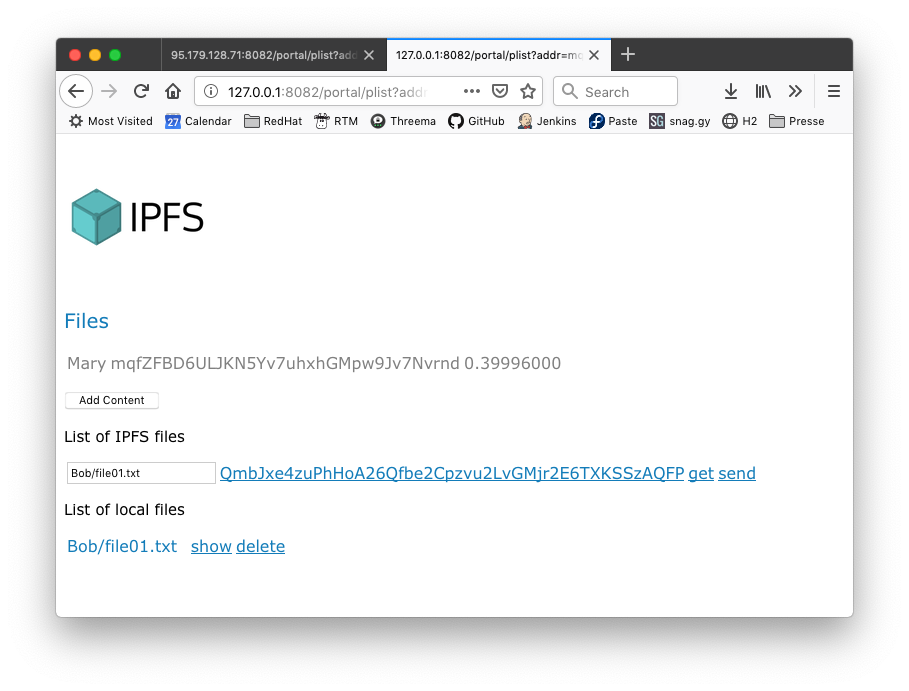 95.179.128.71:8082/portal/plist?add
127.0.0.1:8082/portal/plist?addr=mq
127.0.0.1:8082/portal/plist?addr
Search
Most Visited 27 Calendar RedHat RTM Threema GitHub Jenkins Paste SG snag.gy H2 Presse
IPFS
Files
Mary mqfZFBD6ULJKN5Yv7uhxhGMpw9Jv7Nvrnd 0.39996000
Add Content
List of IPFS files
Bob/file01.txt QmbJxe4zuPhHoA26Qfbe2Cpzvu2LvGMjr2E6TXKSSzAQFP get send
List of local files
Bob/file01.txt show delete